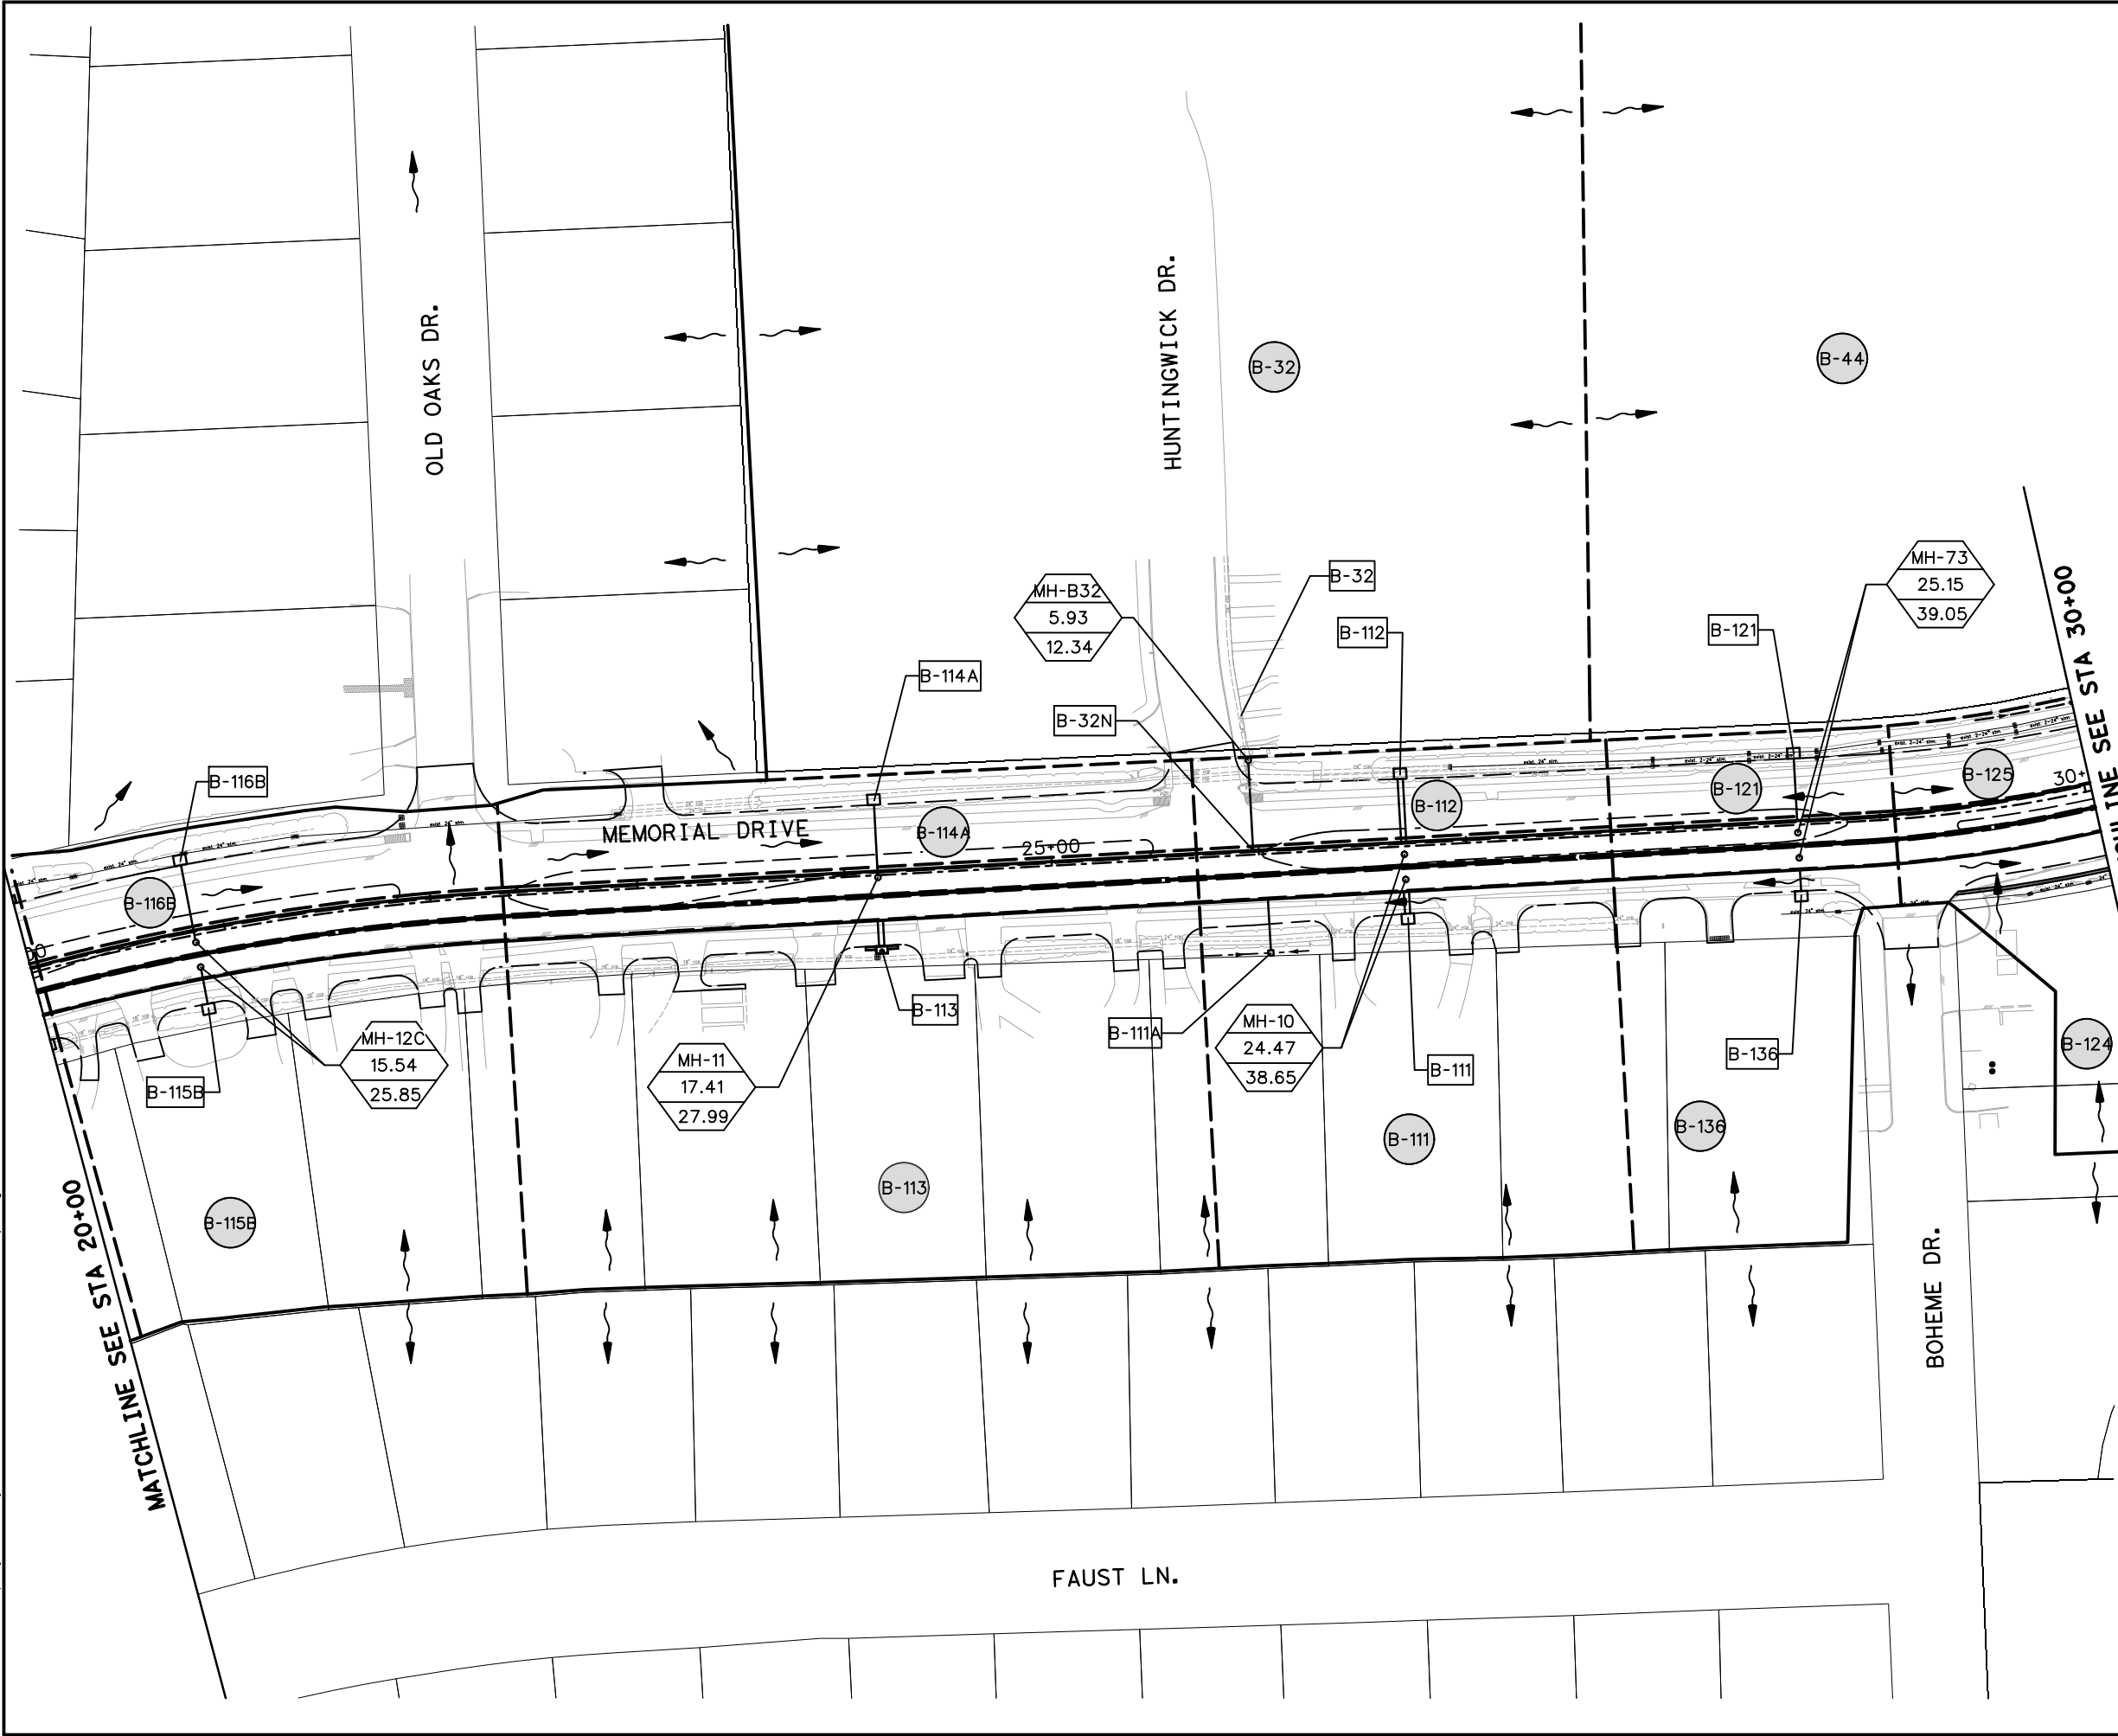 OLD OAKS DR.
HUNTINGWICK DR.
B-32
B-44
MH-B32
5.93
12.34
B-32
B-112
B-121
MH-73
25.15
39.05
MATCHLINE SEE STA 30+00
B-114A
B-32N
B-116B
MEMORIAL DRIVE
B-114A
25+00
B-112
B-121
B-125
B-116B
MH-12C
15.54
25.85
B-115B
MH-11
17.41
27.99
B-113
B-111A
MH-10
24.47
38.65
B-111
B-136
B-124
B-115B
B-113
B-111
B-136
MATCHLINE SEE STA 20+00
BOHEME DR.
FAUST LN.